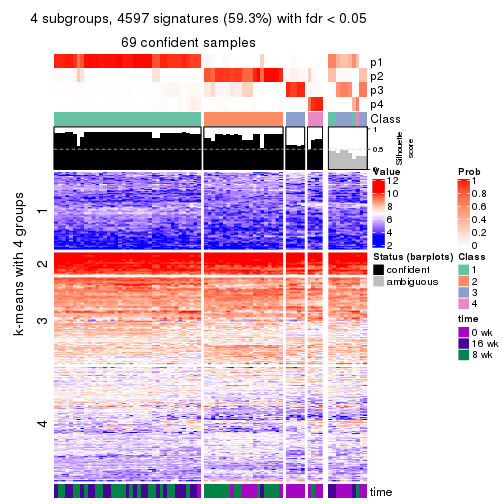 4 subgroups, 4597 signatures (59.3%) with fdr < 0.05
69 confident samples
p1
p2
p3
p4
Class
1
0.5
0
Silhouette
score
k-means with 4 groups
1
2
3
4
time
Value
12
10
8
6
4
2
Prob
1
0.8
0.6
0.4
0.2
0
Status (barplots)
confident
ambiguous
Class
1
2
3
4
time
0 wk
16 wk
8 wk